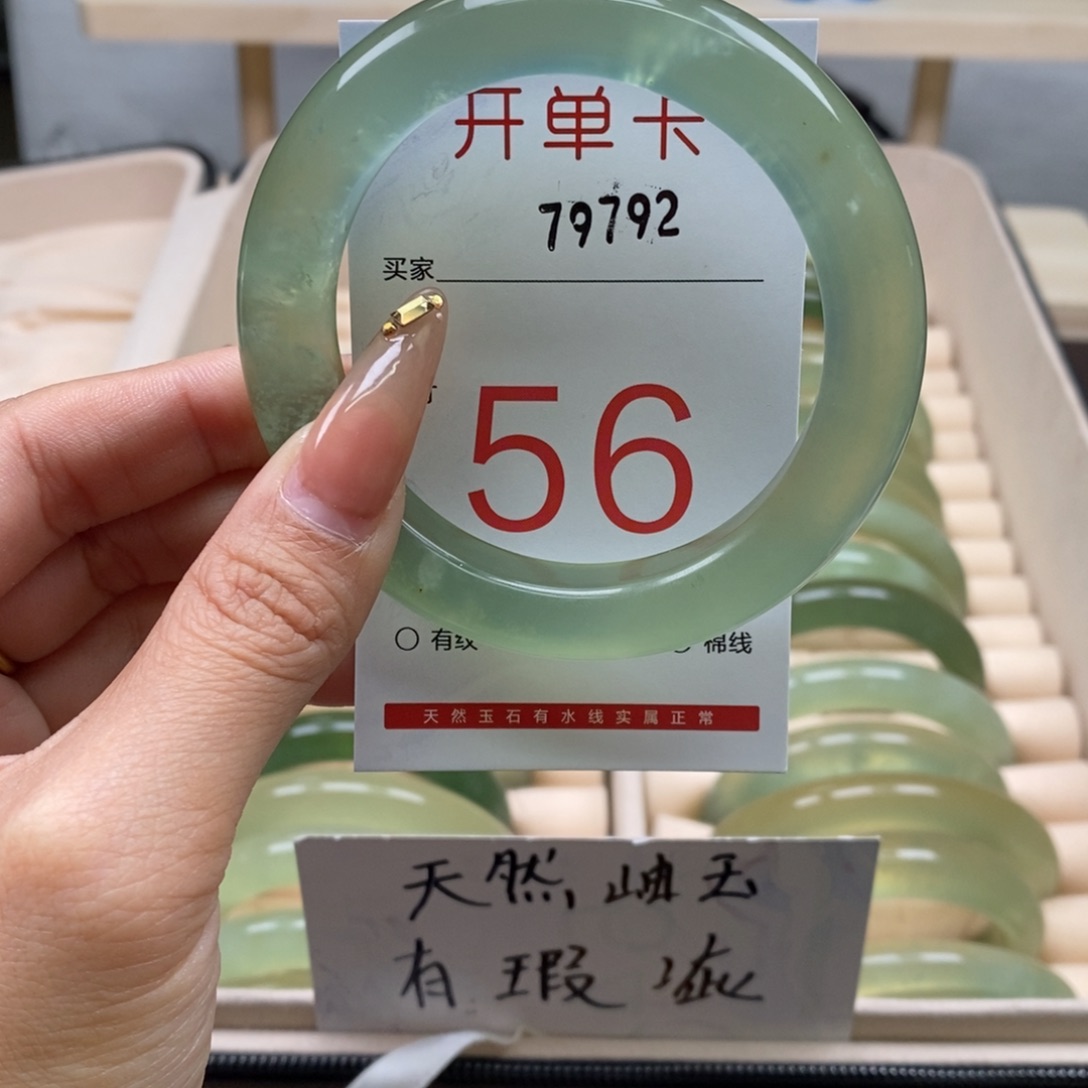 开单卡
79792
买家
56
有纹
棉线
天然玉石有水线实属正常
天然,岫玉
有瑕疵